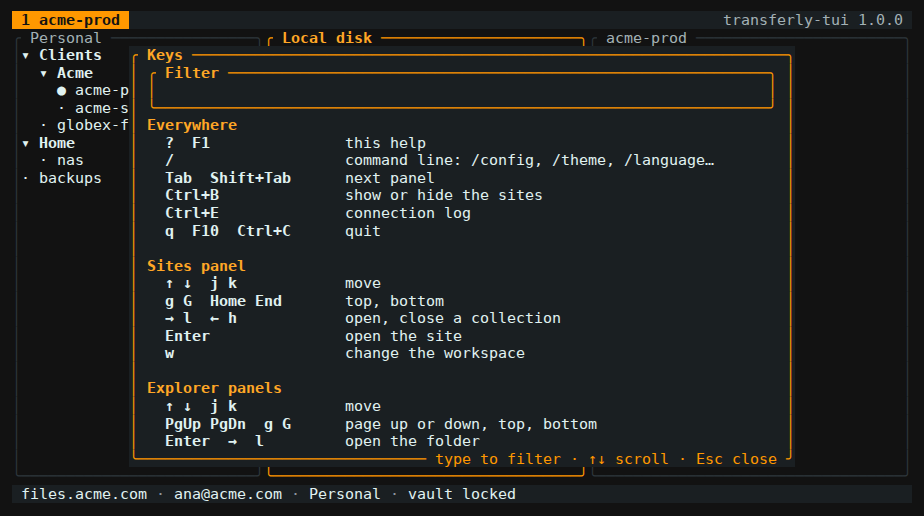 1 acme-prod transferly-tui 1.0.0
Personal Local disk acme-prod
▾ Clients
▾ Acme
● acme-p
· acme-s
· globex-f
▾ Home
· nas
· backups
Keys
Filter
Everywhere
? F1 this help
/ command line: /config, /theme, /language…
Tab Shift+Tab next panel
Ctrl+B show or hide the sites
Ctrl+E connection log
q F10 Ctrl+C quit
Sites panel
↑ ↓ j k move
g G Home End top, bottom
→ l ← h open, close a collection
Enter open the site
w change the workspace
Explorer panels
↑ ↓ j k move
PgUp PgDn g G page up or down, top, bottom
Enter → l open the folder
type to filter · ↑↓ scroll · Esc close
files.acme.com · ana@acme.com · Personal · vault locked